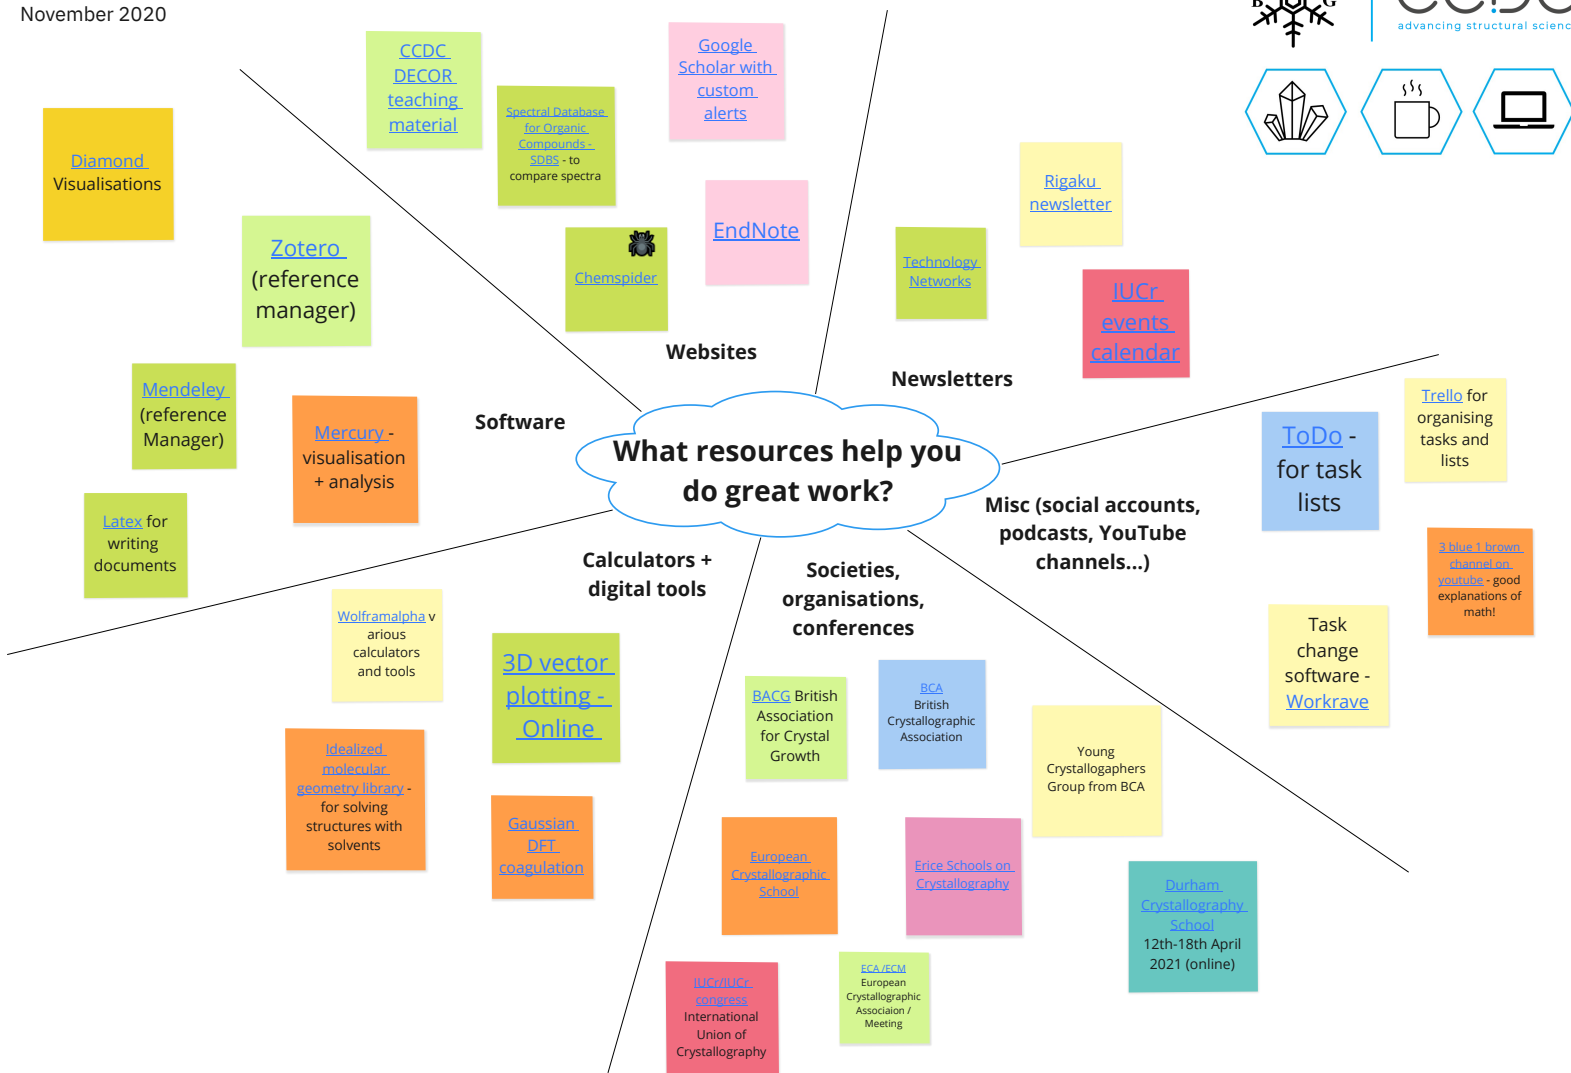 November 2020
B G
advancing structural science
CCDC
DECOR
teaching
material
Spectral Database
for Organic
Compounds -
SDBS - to
compare spectra
Google
Scholar with
custom
alerts
EndNote
Chemspider
Websites
Diamond
Visualisations
Zotero
(reference
manager)
Mendeley
(reference
Manager)
Mercury -
visualisation
+ analysis
Latex for
writing
documents
Software
Rigaku
newsletter
Technology
Networks
IUCr
events
calendar
Newsletters
What resources help you
do great work?
Trello for
organising
tasks and
lists
ToDo -
for task
lists
3 blue 1 brown
channel on
youtube - good
explanations of
math!
Task
change
software -
Workrave
Misc (social accounts,
podcasts, YouTube
channels...)
Calculators +
digital tools
Wolframalpha v
arious
calculators
and tools
3D vector
plotting -
Online
Idealized
molecular
geometry library -
for solving
structures with
solvents
Gaussian
DFT
coagulation
Societies,
organisations,
conferences
BACG British
Association
for Crystal
Growth
BCA
British
Crystallographic
Association
Young
Crystallogaphers
Group from BCA
European
Crystallographic
School
Erice Schools on
Crystallography
Durham
Crystallography
School
12th-18th April
2021 (online)
IUCr/IUCr
congress
International
Union of
Crystallography
ECA /ECM
European
Crystallographic
Associaion /
Meeting